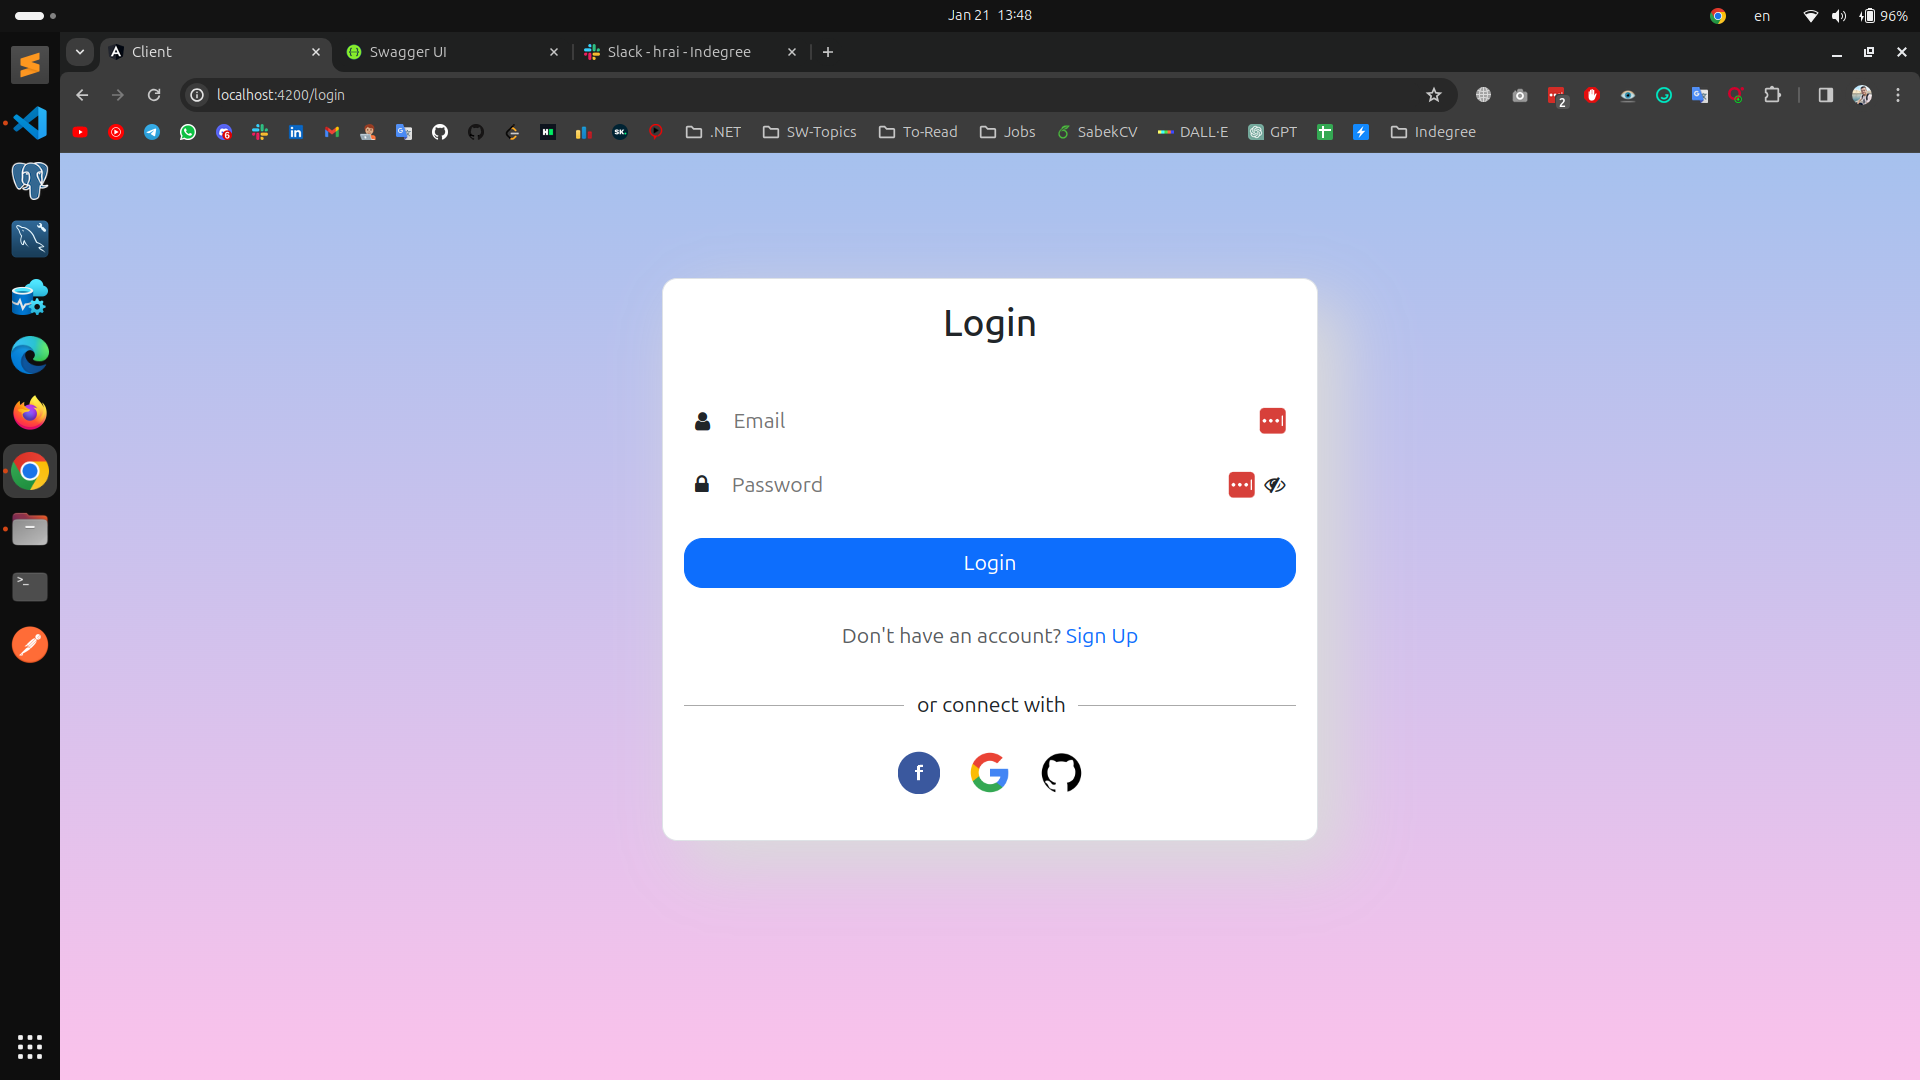 Jan 21 13:48
en
96%
Client
Swagger UI
Slack - hrai - Indegree
localhost:4200/login
2
6
.NET
SW-Topics
To-Read
Jobs
SabekCV
DALL·E
GPT
Indegree
Login
Email
Password
Login
Don't have an account? Sign Up
or connect with